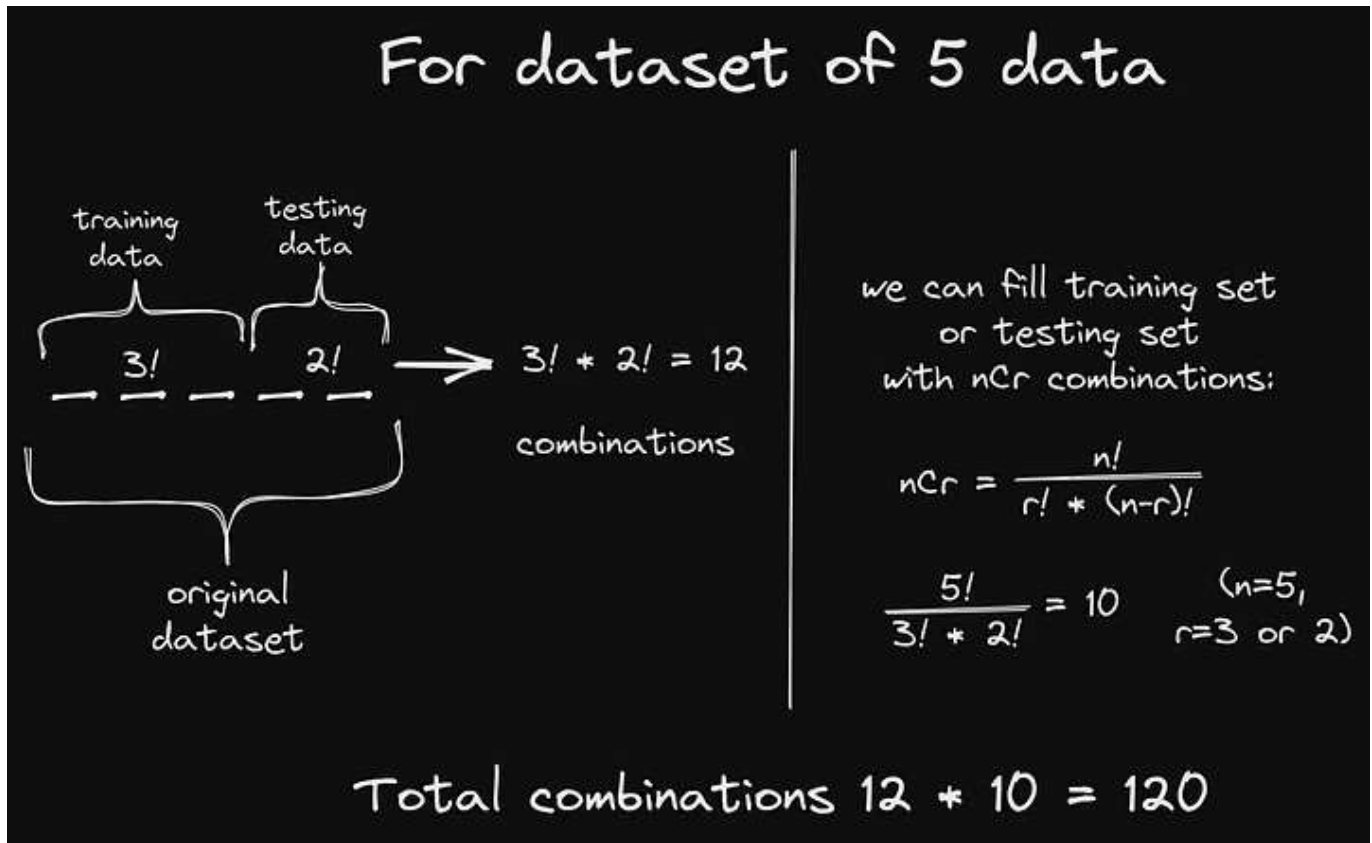 For dataset of 5 data
training
data
testing
data
3!
2!
3! * 2! = 12
combinations
original
dataset
we can fill training set
or testing set
with nCr combinations:
nCr = n! / r! * (n-r)!
5! / 3! * 2! = 10
(n=5,
r=3 or 2)
Total combinations 12 * 10 = 120